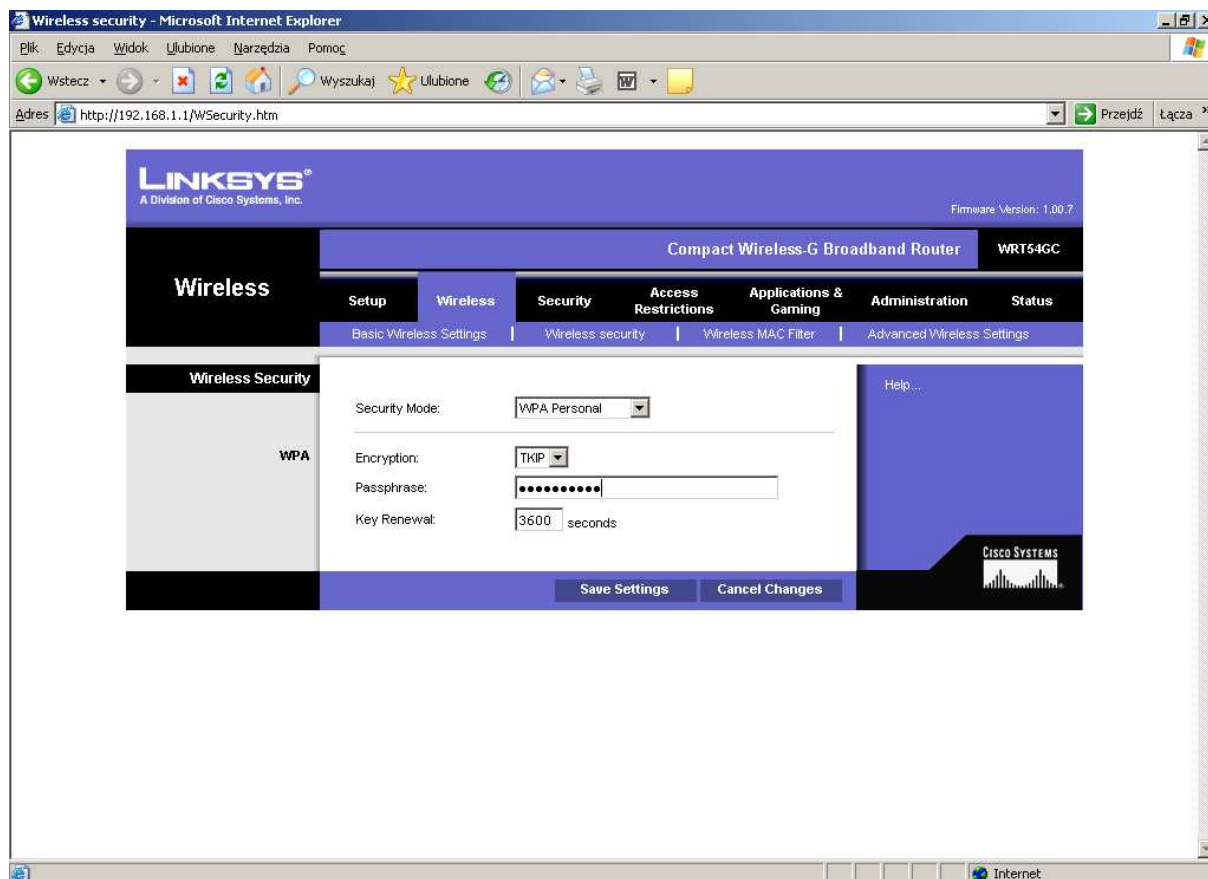 Wireless security - Microsoft Internet Explorer
Plik Edycja Widok Ulubione Narzędzia Pomoc
Wstecz Wyszukaj Ulubione
Adres http://192.168.1.1/WSecurity.htm Przejdź Łącza »
LINKSYS®
A Division of Cisco Systems, Inc.
Firmware Version: 1.00.7
Compact Wireless-G Broadband Router WRT54GC
Wireless
Setup Wireless Security Access Restrictions Applications & Gaming Administration Status
Basic Wireless Settings | Wireless security | Wireless MAC Filter | Advanced Wireless Settings
Wireless Security
Help...
Security Mode: WPA Personal
WPA
Encryption: TKIP
Passphrase: ••••••••••
Key Renewal: 3600 seconds
CISCO SYSTEMS
Save Settings Cancel Changes
Internet